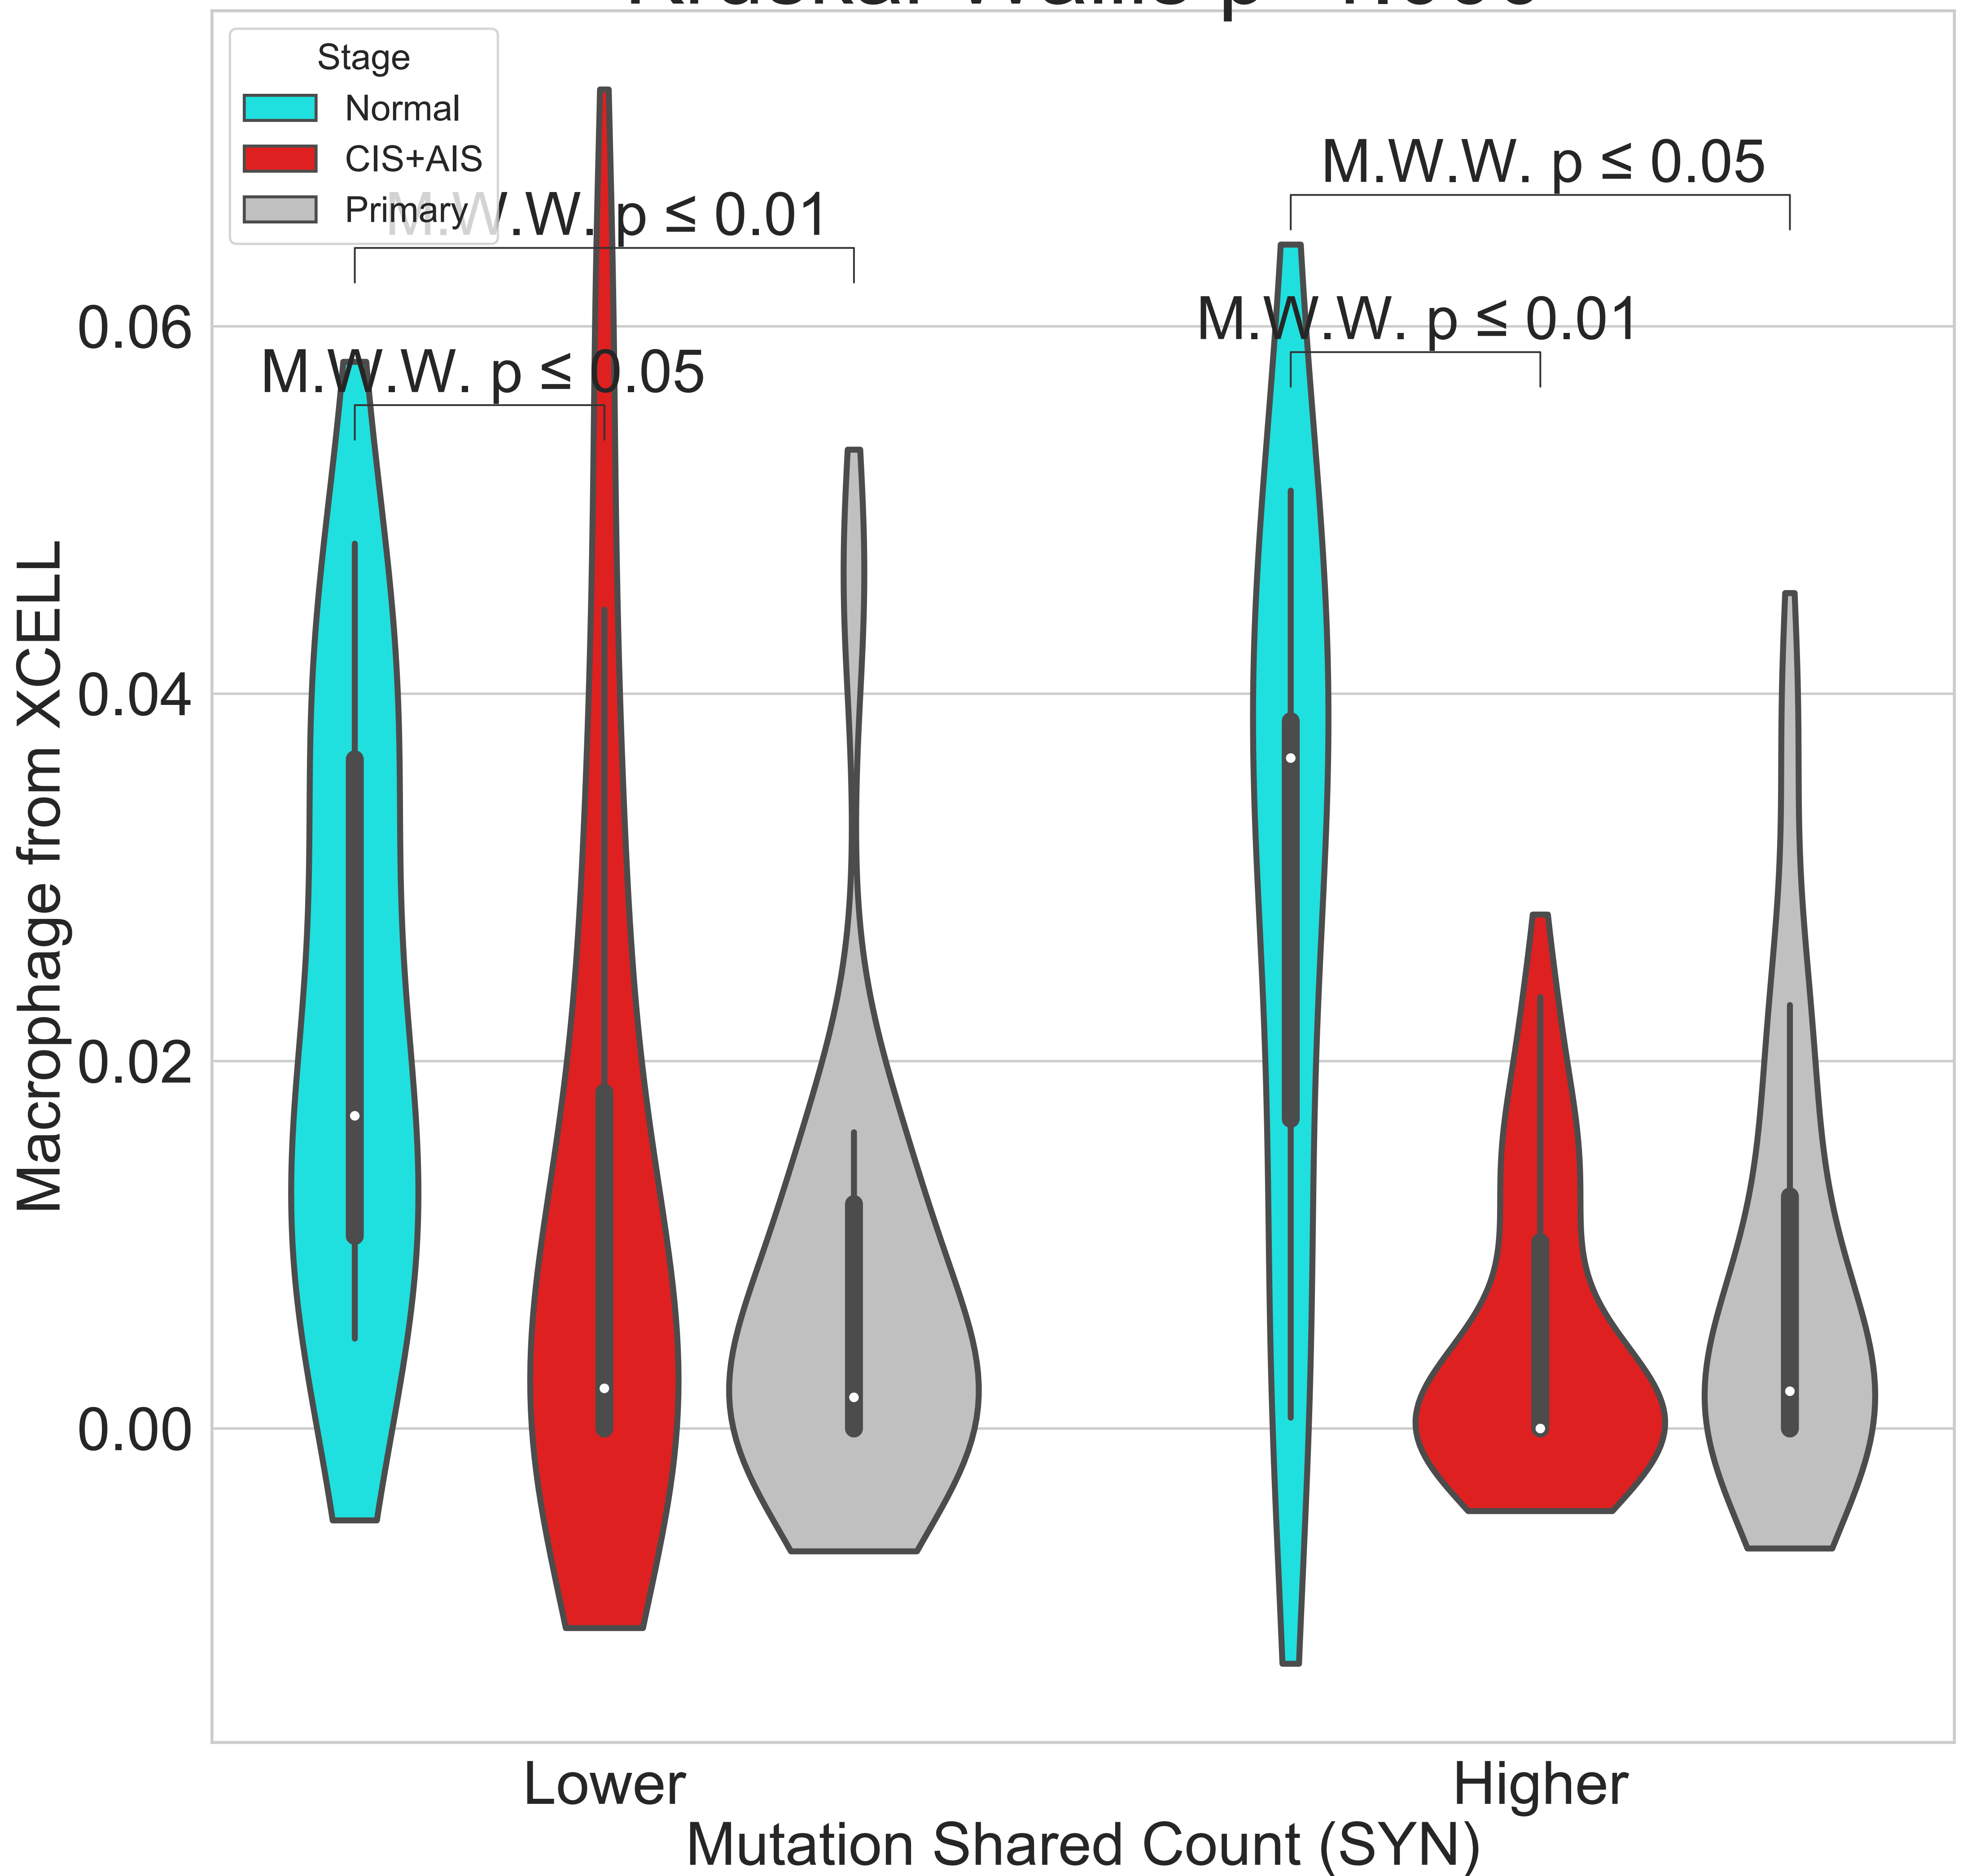 Stage
Normal
CIS+AIS
Primary
M.W.W. p ≤ 0.01
M.W.W. p ≤ 0.05
M.W.W. p ≤ 0.05
M.W.W. p ≤ 0.01
0.06
0.04
0.02
0.00
Macrophage from XCELL
Lower
Higher
Mutation Shared Count (SYN)